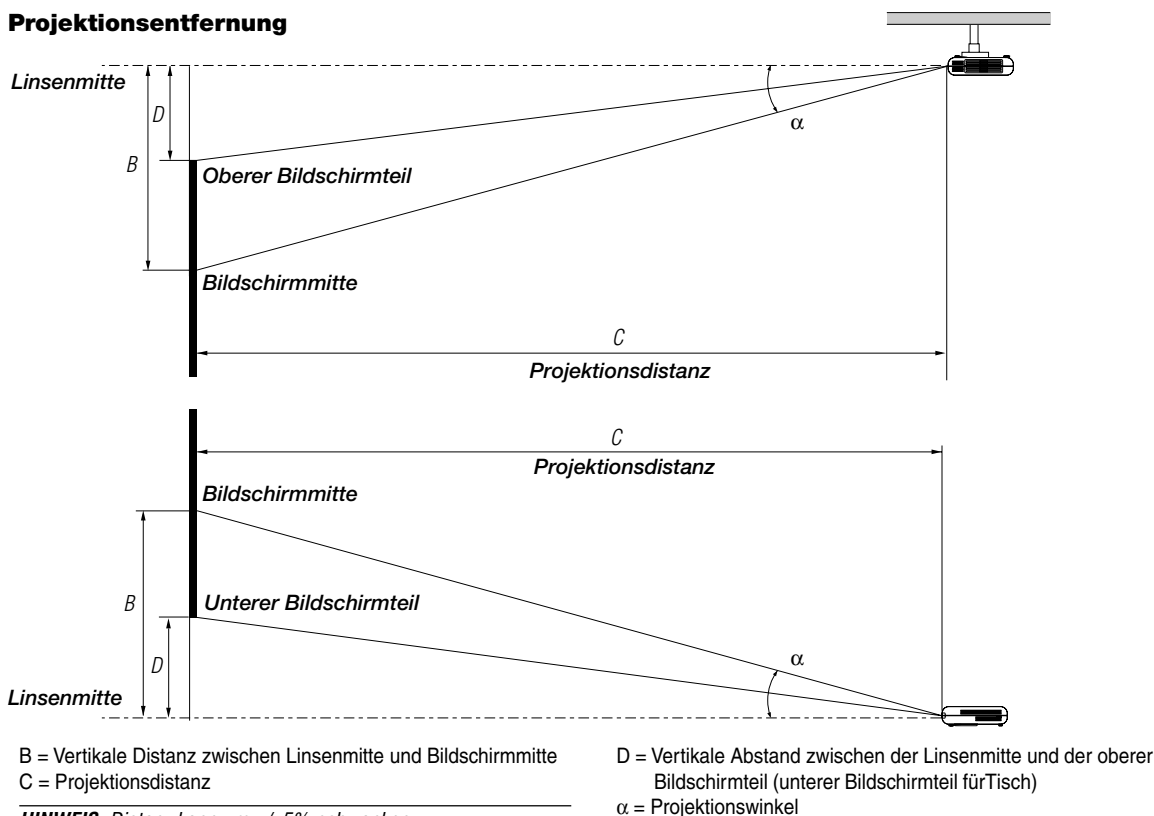 Projektionsentfernung
Linsenmitte
D
α
B
Oberer Bildschirmteil
Bildschirmmitte
C
Projektionsdistanz
C
Projektionsdistanz
Bildschirmmitte
B
Unterer Bildschirmteil
α
D
Linsenmitte
B = Vertikale Distanz zwischen Linsenmitte und Bildschirmmitte
C = Projektionsdistanz
D = Vertikale Abstand zwischen der Linsenmitte und der oberer
Bildschirmteil (unterer Bildschirmteil fürTisch)
α = Projektionswinkel